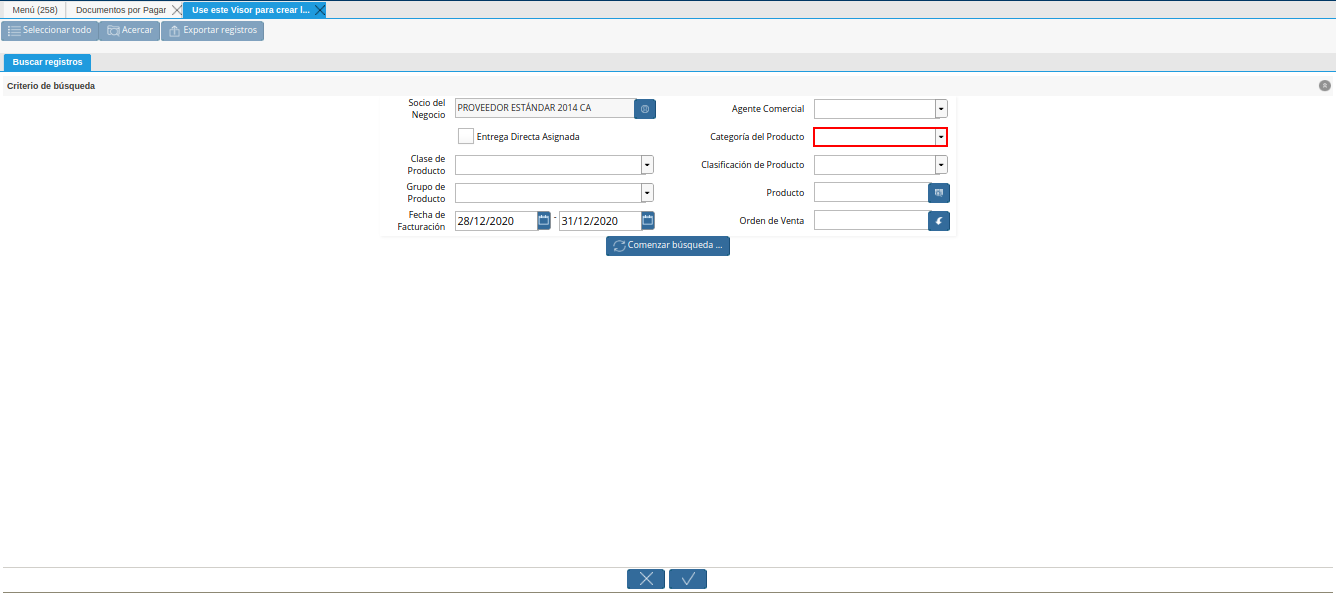 Menú (258) Documentos por Pagar Use este Visor para crear l...
Seleccionar todo Acercar Exportar registros
Buscar registros
Criterio de búsqueda
Socio del Negocio PROVEEDOR ESTÁNDAR 2014 CA Agente Comercial
Entrega Directa Asignada Categoría del Producto
Clase de Producto Clasificación de Producto
Grupo de Producto Producto
Fecha de Facturación 28/12/2020 - 31/12/2020 Orden de Venta
Comenzar búsqueda ...